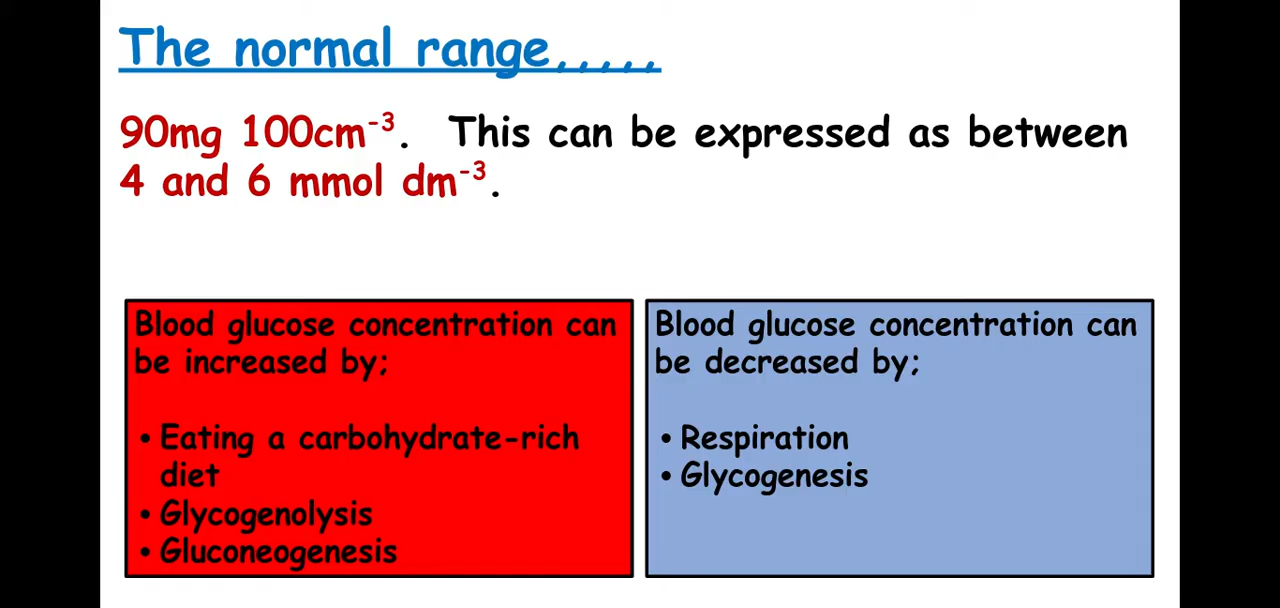 The normal range,,,,,
90mg 100cm⁻³. This can be expressed as between
4 and 6 mmol dm⁻³.
Blood glucose concentration can
be increased by;
• Eating a carbohydrate-rich
diet
• Glycogenolysis
• Gluconeogenesis
Blood glucose concentration can
be decreased by;
• Respiration
• Glycogenesis